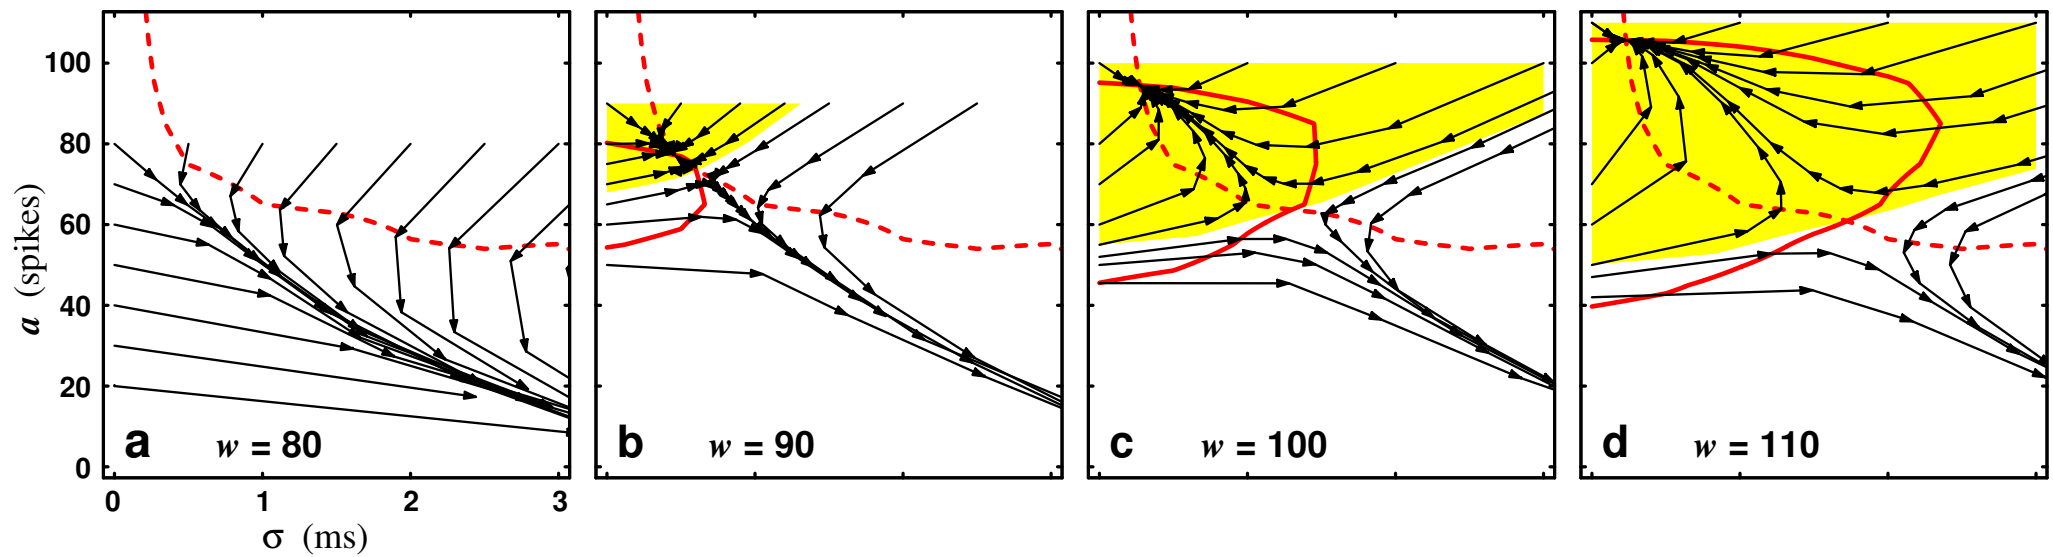 100
80
60
40
20
0
a (spikes)
a w = 80
b w = 90
c w = 100
d w = 110
0 1 2 3
σ (ms)